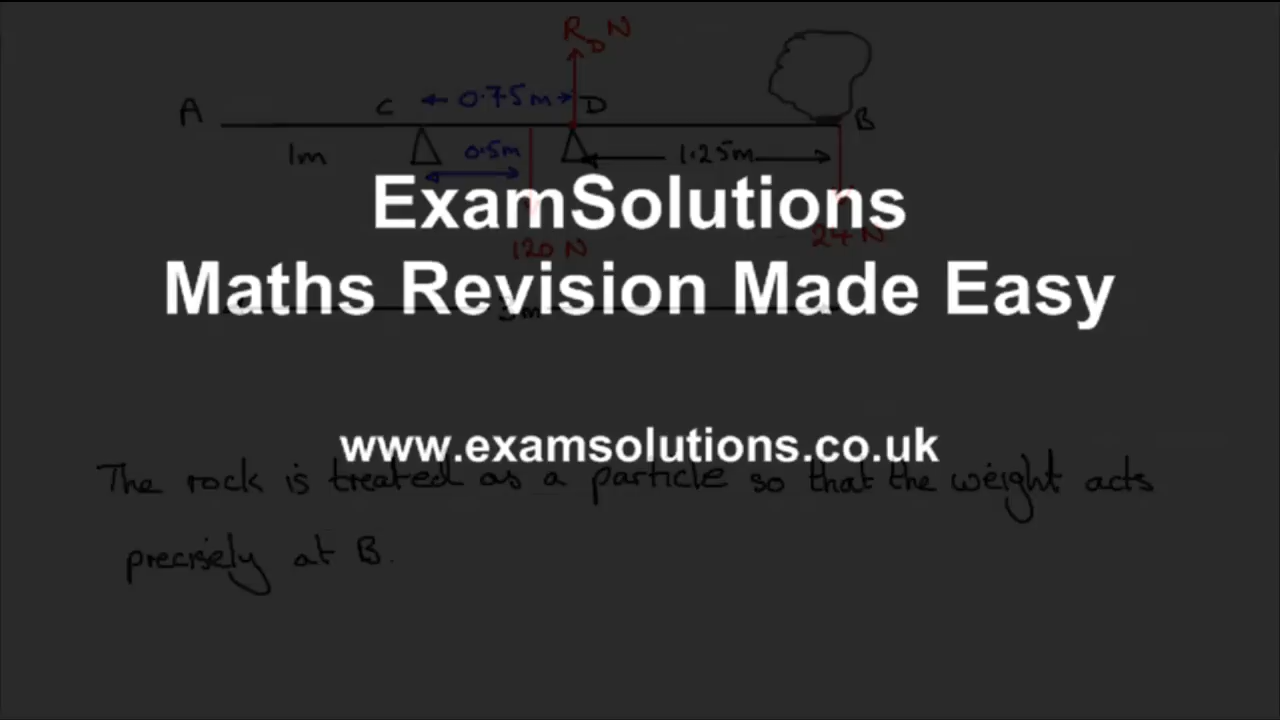 R_D N
A C 0.75m D B
1m 0.5m 1.25m
120 N 24 N
ExamSolutions
Maths Revision Made Easy
3m
www.examsolutions.co.uk
The rock is treated as a particle so that the weight acts
precisely at B.